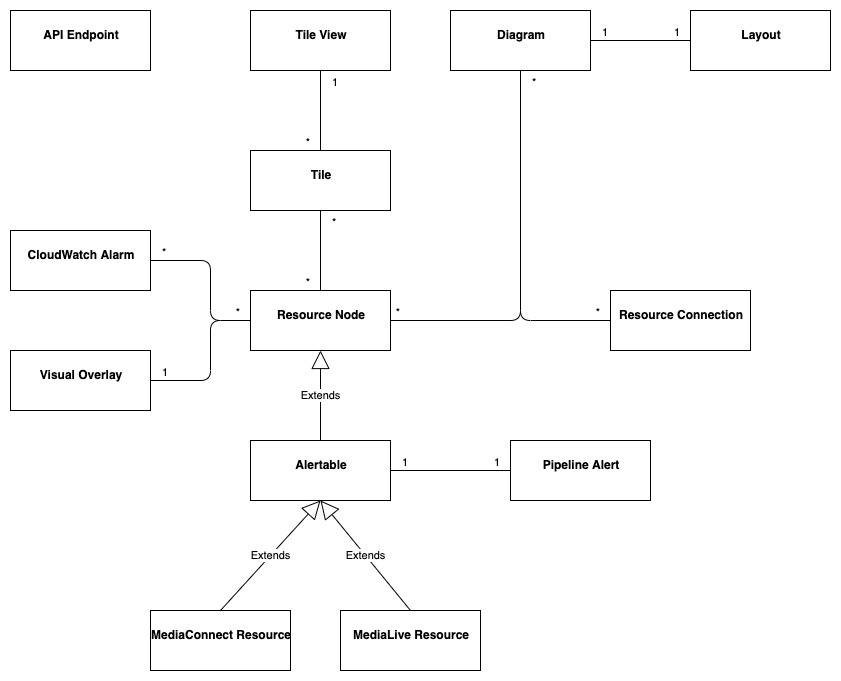 API Endpoint
Tile View
Diagram
1
1
Layout
1
*
*
Tile
*
CloudWatch Alarm
*
*
*
Resource Node
*
*
Resource Connection
Visual Overlay
1
Extends
Alertable
1
1
Pipeline Alert
Extends
Extends
MediaConnect Resource
MediaLive Resource